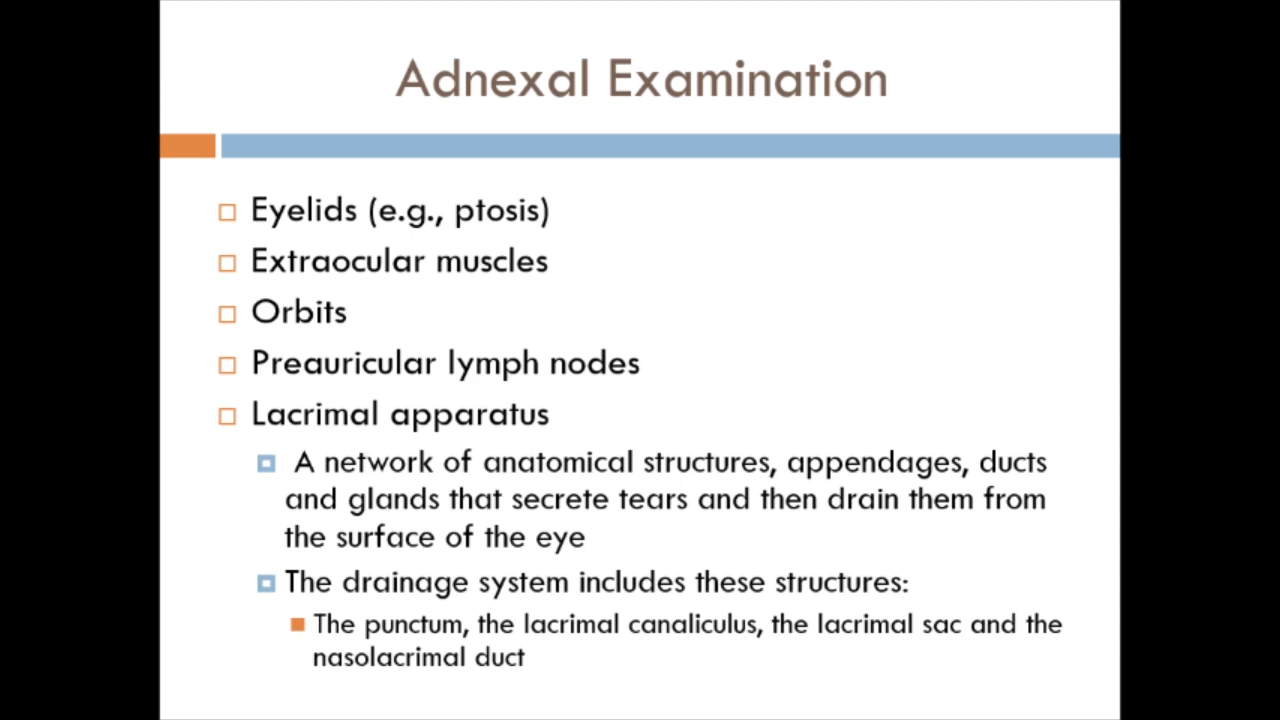 Adnexal Examination
Eyelids (e.g., ptosis)
Extraocular muscles
Orbits
Preauricular lymph nodes
Lacrimal apparatus
A network of anatomical structures, appendages, ducts
and glands that secrete tears and then drain them from
the surface of the eye
The drainage system includes these structures:
The punctum, the lacrimal canaliculus, the lacrimal sac and the
nasolacrimal duct